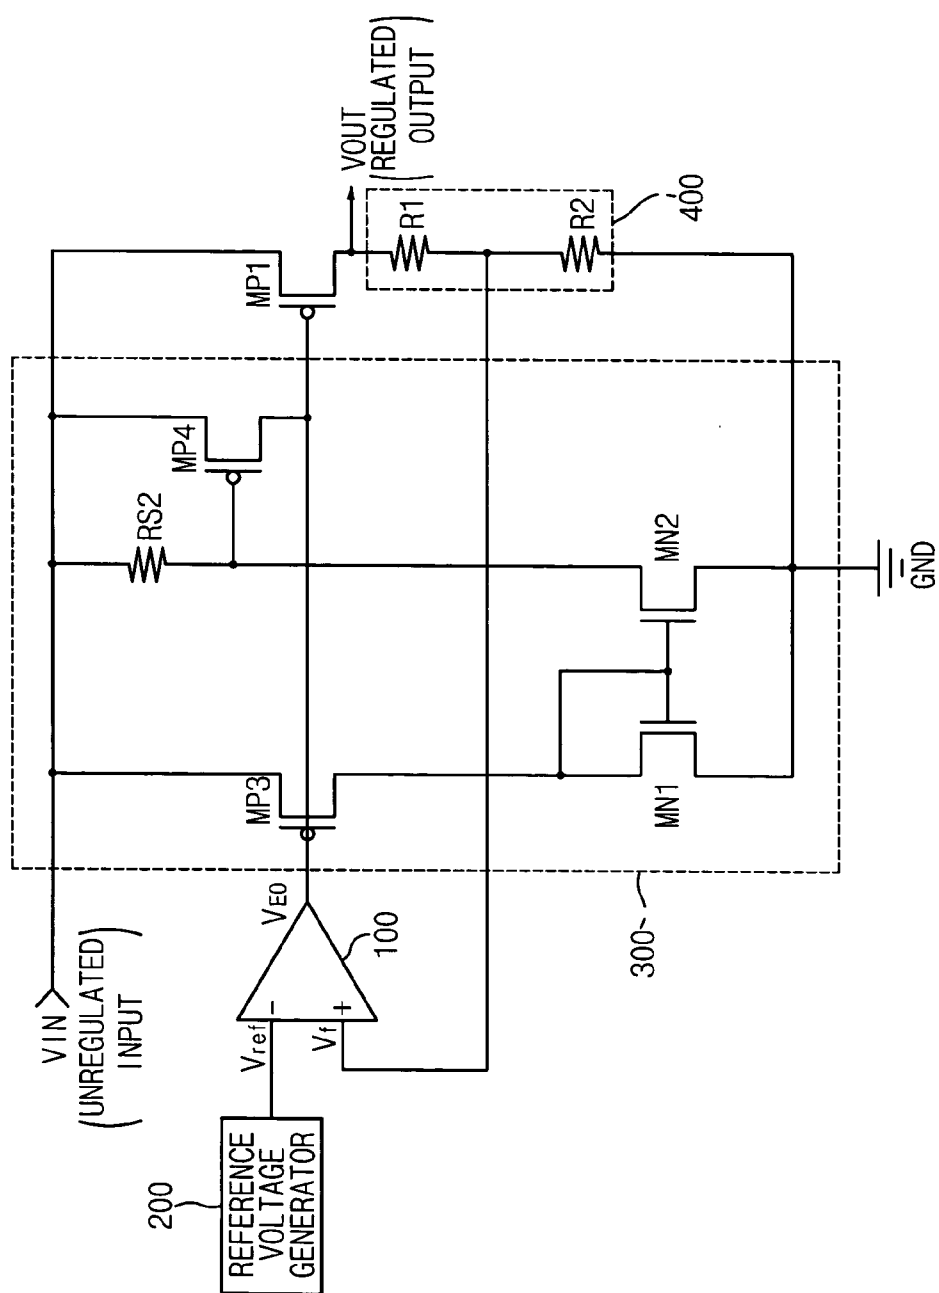 VIN
(UNREGULATED
INPUT)
200
REFERENCE
VOLTAGE
GENERATOR
Vref
Vf
-
+
100
VEO
MP3
RS2
MP4
MP1
VOUT
(REGULATED
OUTPUT)
R1
R2
400
MN1
MN2
300
GND